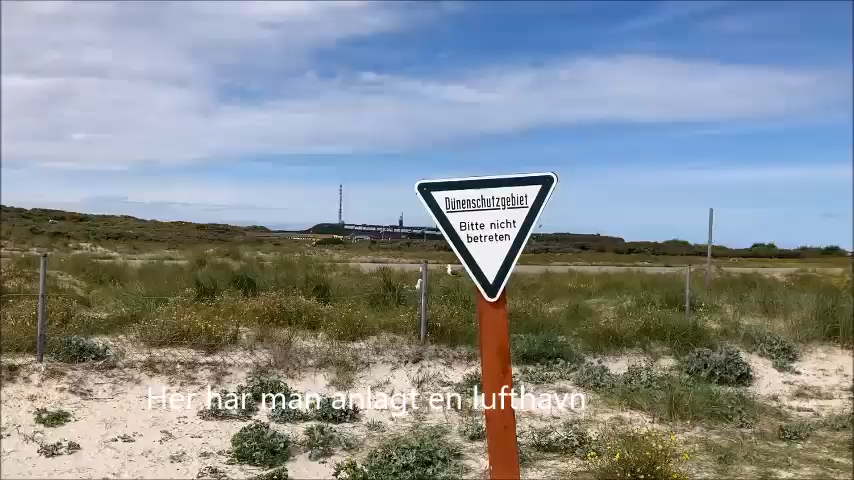 Dünenschutzgebiet
Bitte nicht
betreten
Her har man anlagt en lufthavn